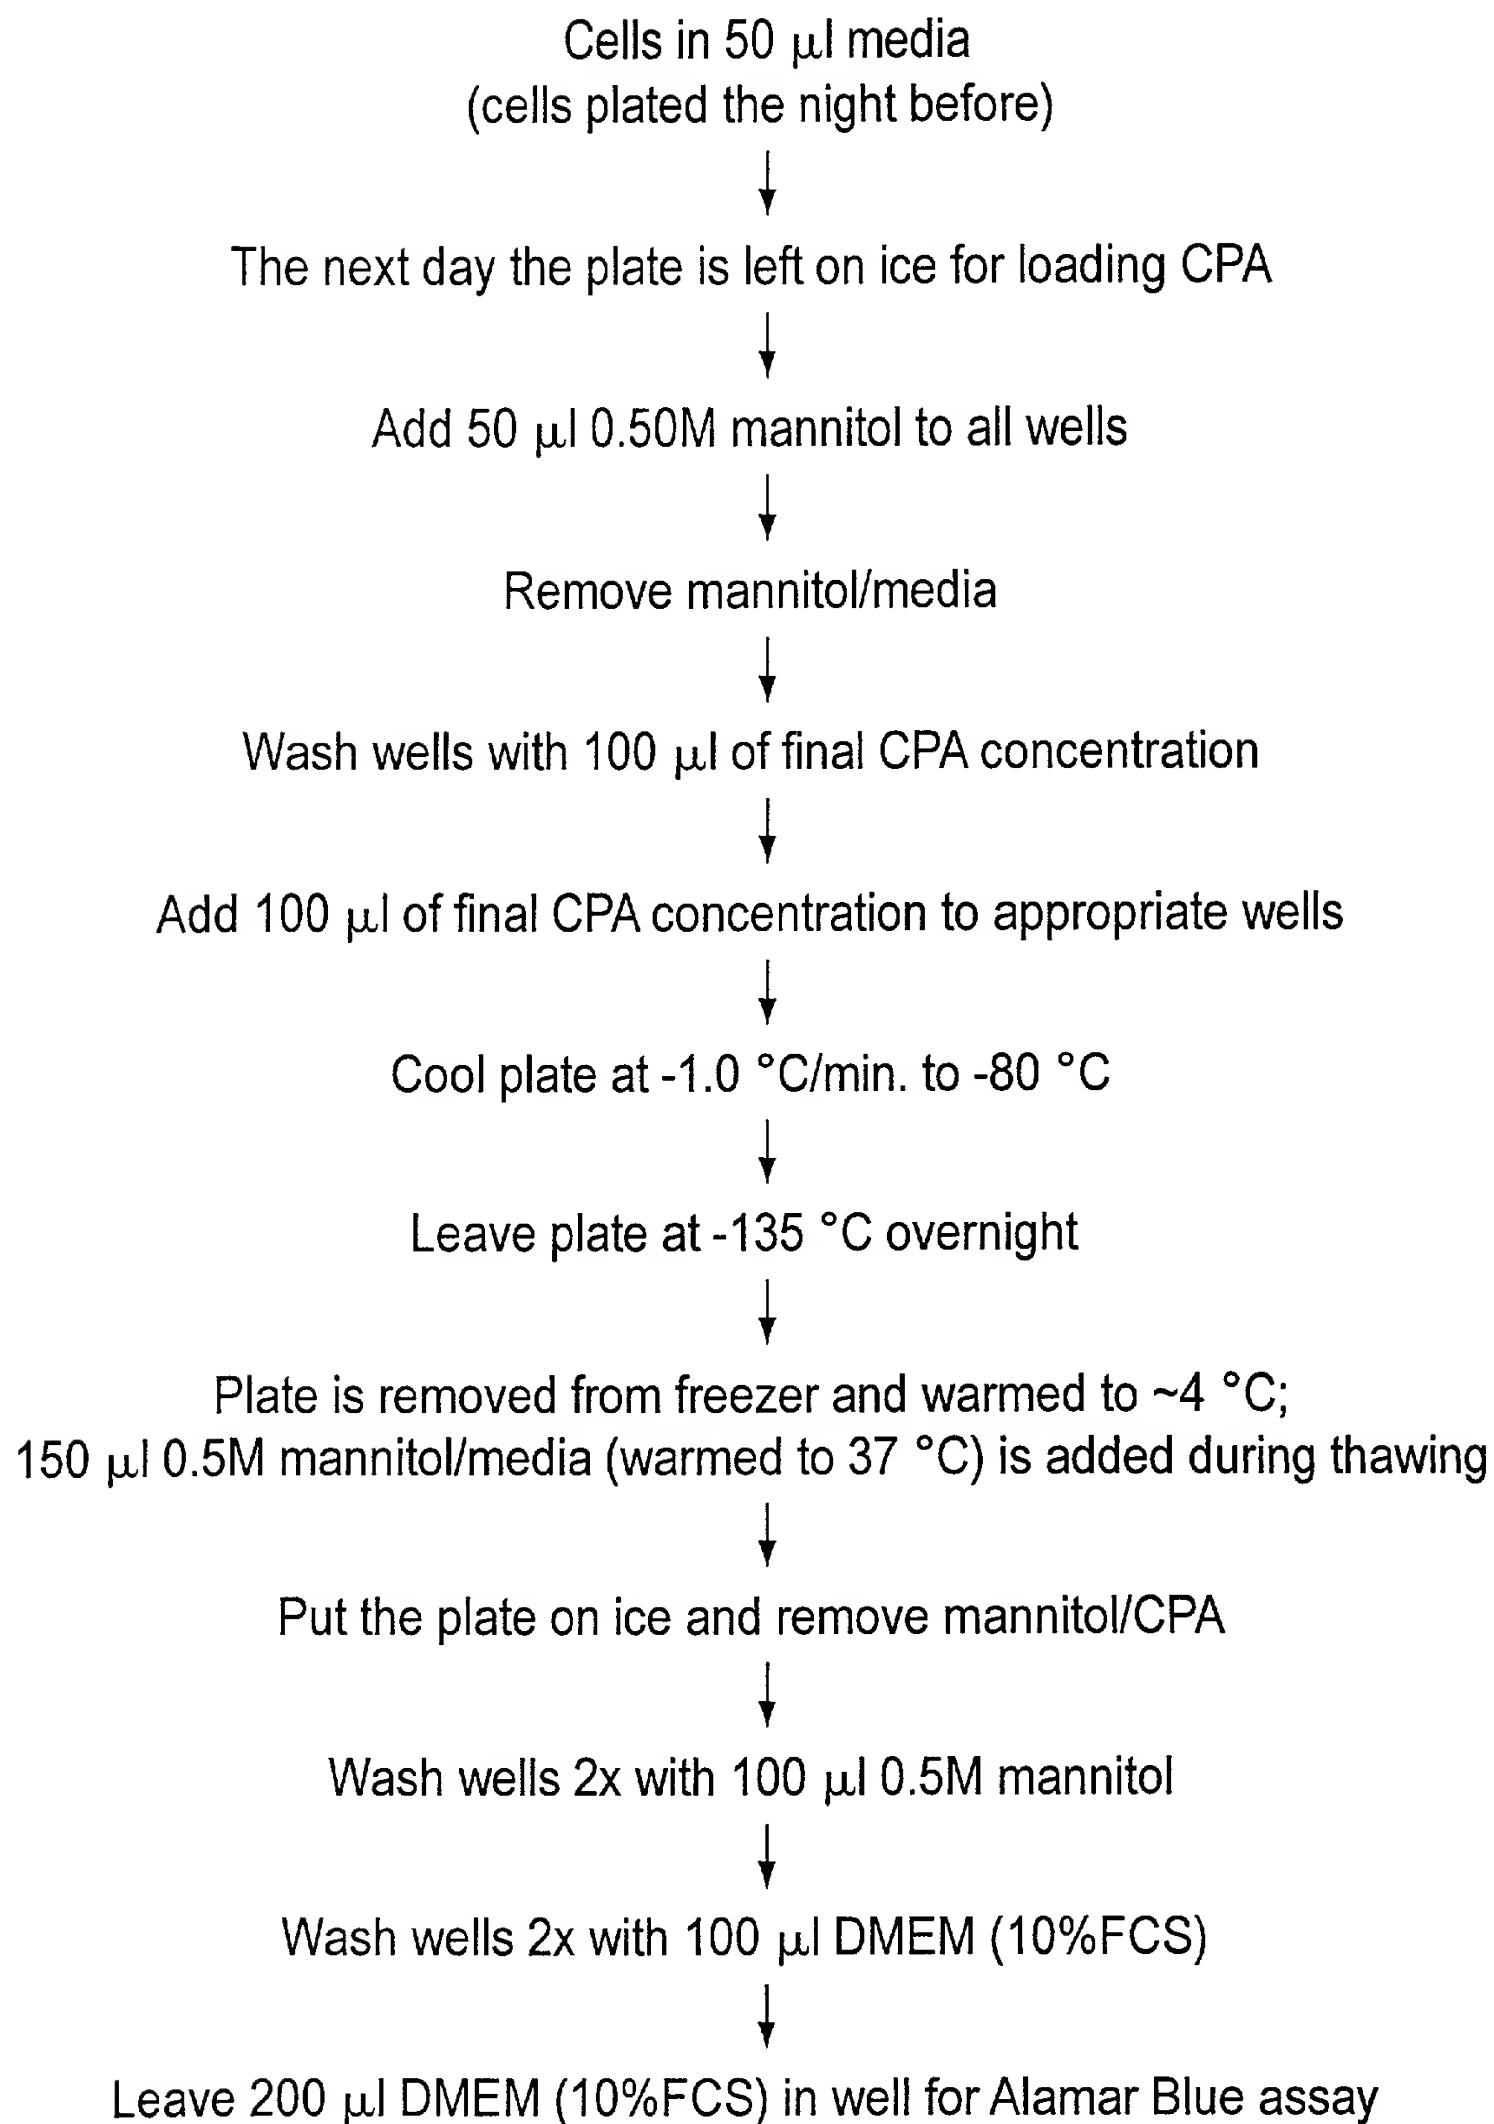 Cells in 50 μl media
(cells plated the night before)
The next day the plate is left on ice for loading CPA
Add 50 μl 0.50M mannitol to all wells
Remove mannitol/media
Wash wells with 100 μl of final CPA concentration
Add 100 μl of final CPA concentration to appropriate wells
Cool plate at -1.0 °C/min. to -80 °C
Leave plate at -135 °C overnight
Plate is removed from freezer and warmed to ~4 °C;
150 μl 0.5M mannitol/media (warmed to 37 °C) is added during thawing
Put the plate on ice and remove mannitol/CPA
Wash wells 2x with 100 μl 0.5M mannitol
Wash wells 2x with 100 μl DMEM (10%FCS)
Leave 200 μl DMEM (10%FCS) in well for Alamar Blue assay